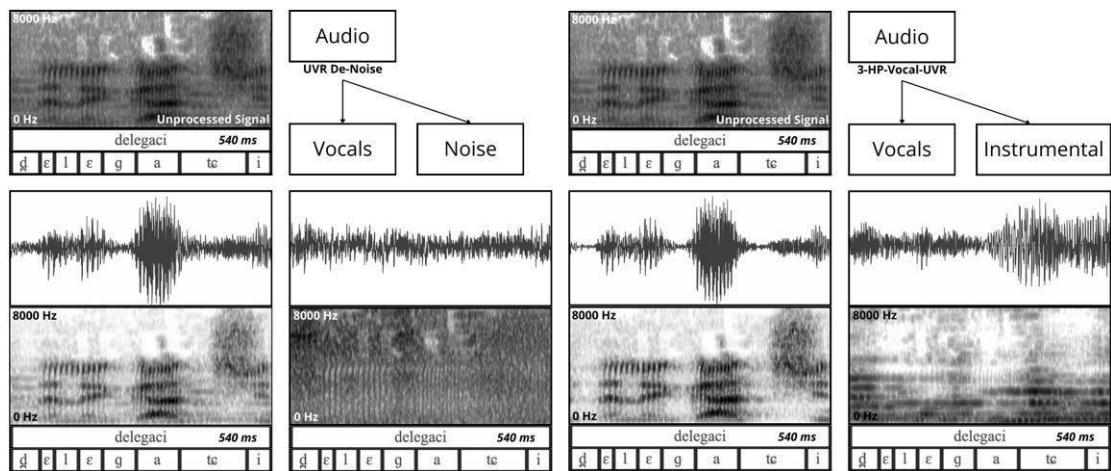 8000 Hz
0 Hz
Unprocessed Signal
delegaci 540 ms
ɛ l ɛ g a tɕ i
Audio
UVR De-Noise
Vocals
Noise
8000 Hz
0 Hz
Unprocessed Signal
delegaci 540 ms
ɛ l ɛ g a tɕ i
Audio
3-HP-Vocal-UVR
Vocals
Instrumental
8000 Hz
0 Hz
delegaci 540 ms
ɛ l ɛ g a tɕ i
8000 Hz
0 Hz
delegaci 540 ms
ɛ l ɛ g a tɕ i
8000 Hz
0 Hz
delegaci 540 ms
ɛ l ɛ g a tɕ i
8000 Hz
0 Hz
delegaci 540 ms
ɛ l ɛ g a tɕ i